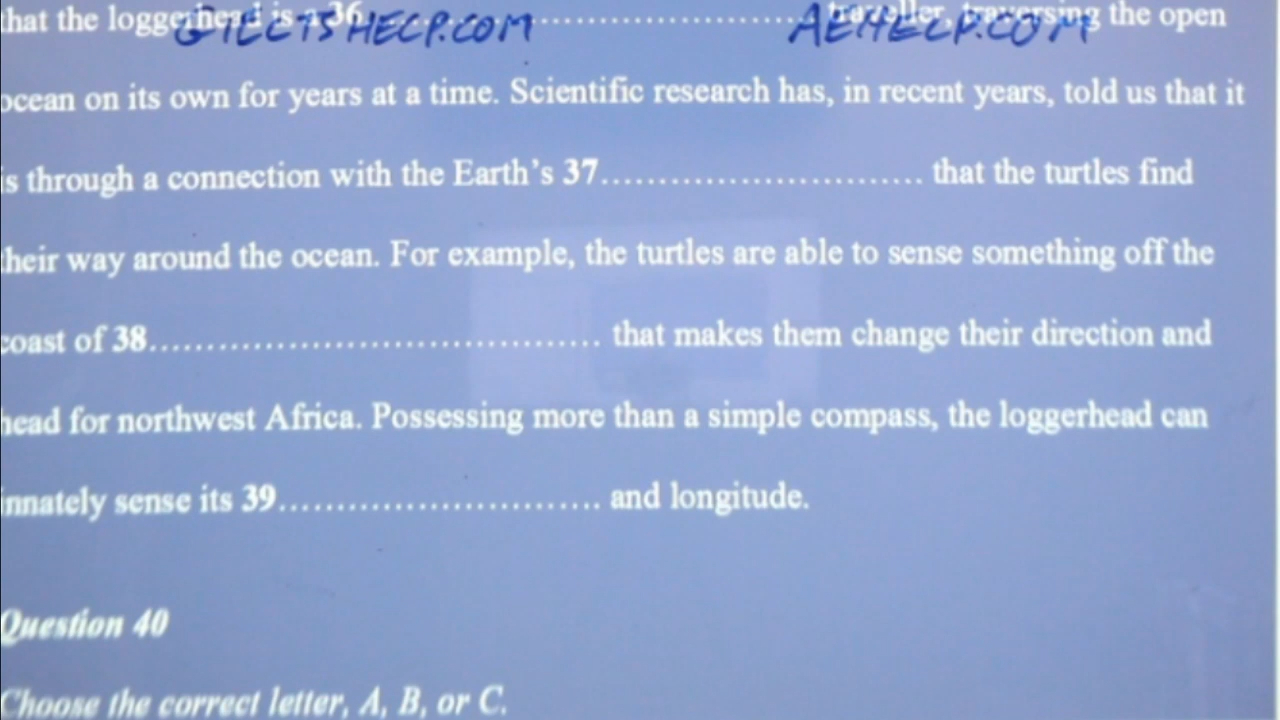 that the loggerhead is a 36.............................................. traveller, traversing the open
GIELTSHELP.COM AEHELP.COM
ocean on its own for years at a time. Scientific research has, in recent years, told us that it
is through a connection with the Earth's 37............................ that the turtles find
their way around the ocean. For example, the turtles are able to sense something off the
coast of 38....................................... that makes them change their direction and
head for northwest Africa. Possessing more than a simple compass, the loggerhead can
innately sense its 39............................ and longitude.
Question 40
Choose the correct letter, A, B, or C.